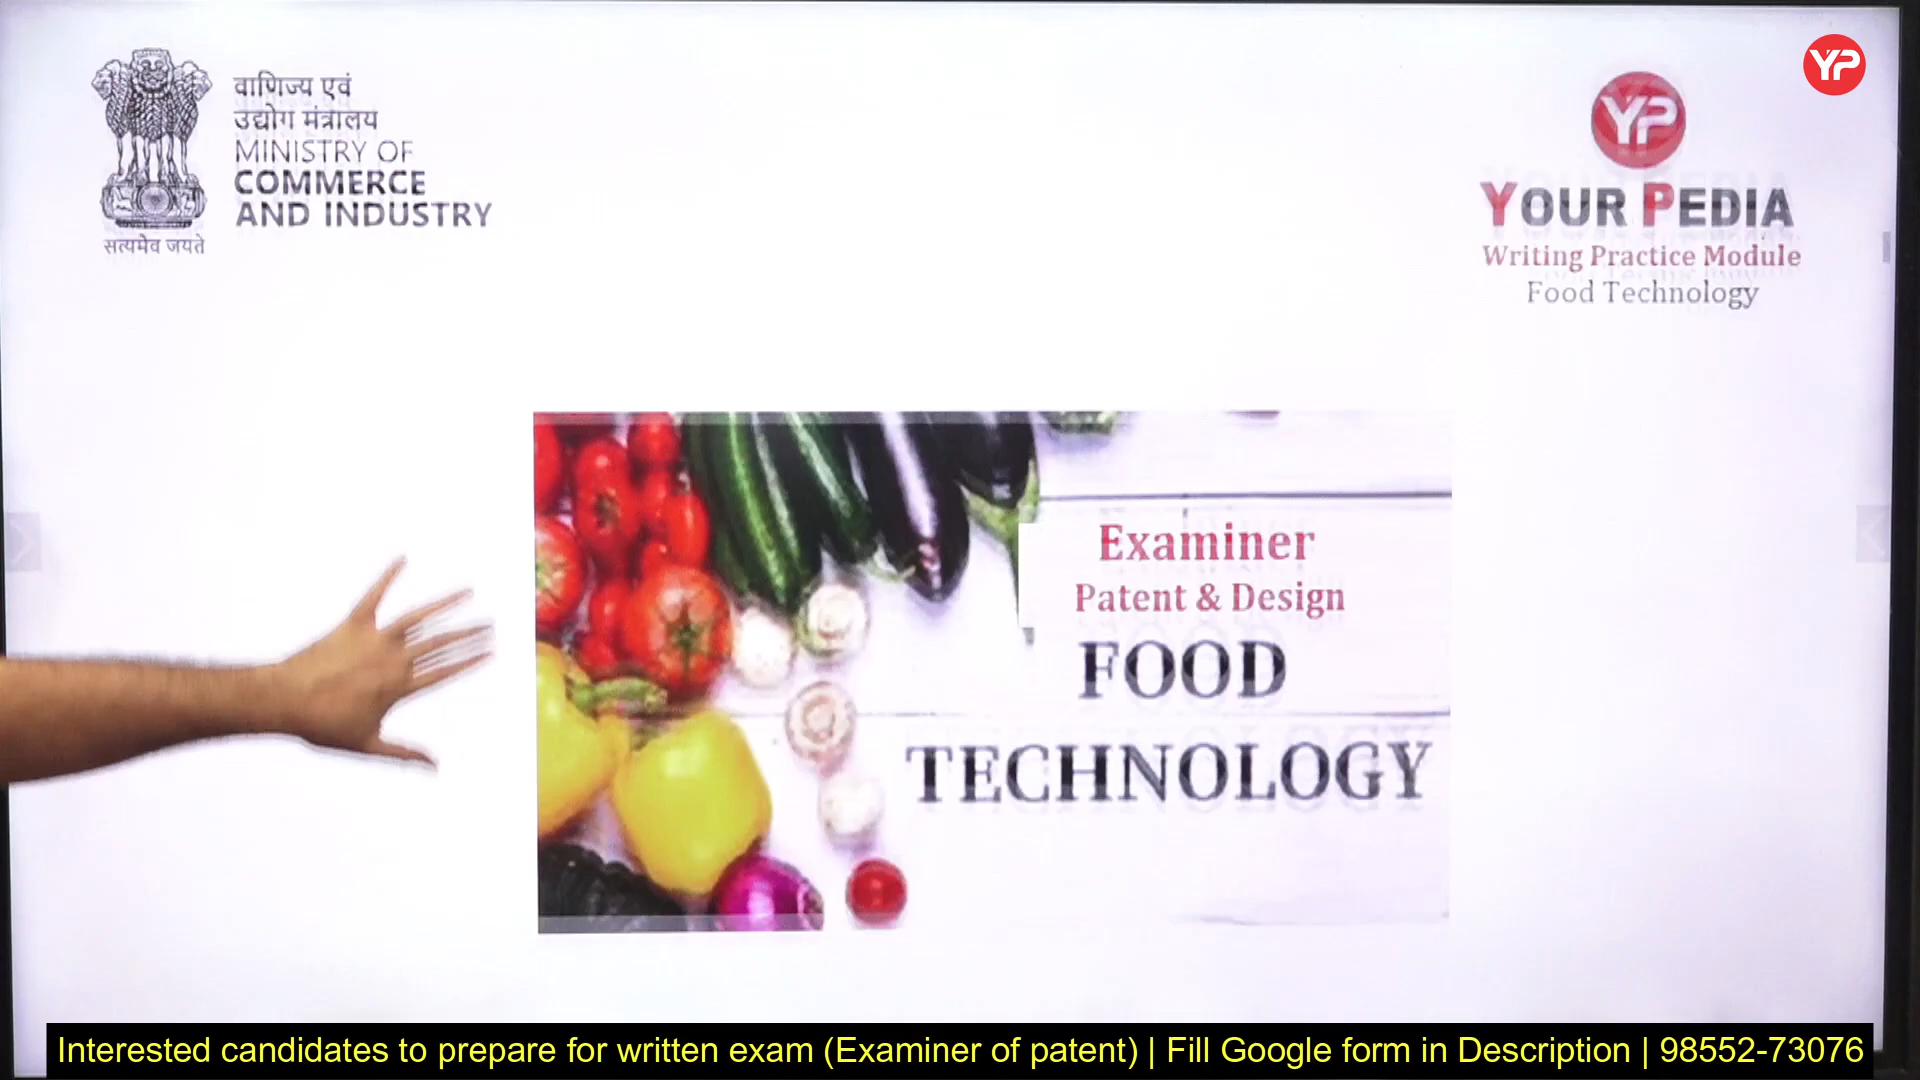 वाणिज्य एवं
उद्योग मंत्रालय
MINISTRY OF
COMMERCE
AND INDUSTRY
सत्यमेव जयते
YP
YP
YOUR PEDIA
Writing Practice Module
Food Technology
Examiner
Patent & Design
FOOD
TECHNOLOGY
Interested candidates to prepare for written exam (Examiner of patent) | Fill Google form in Description | 98552-73076